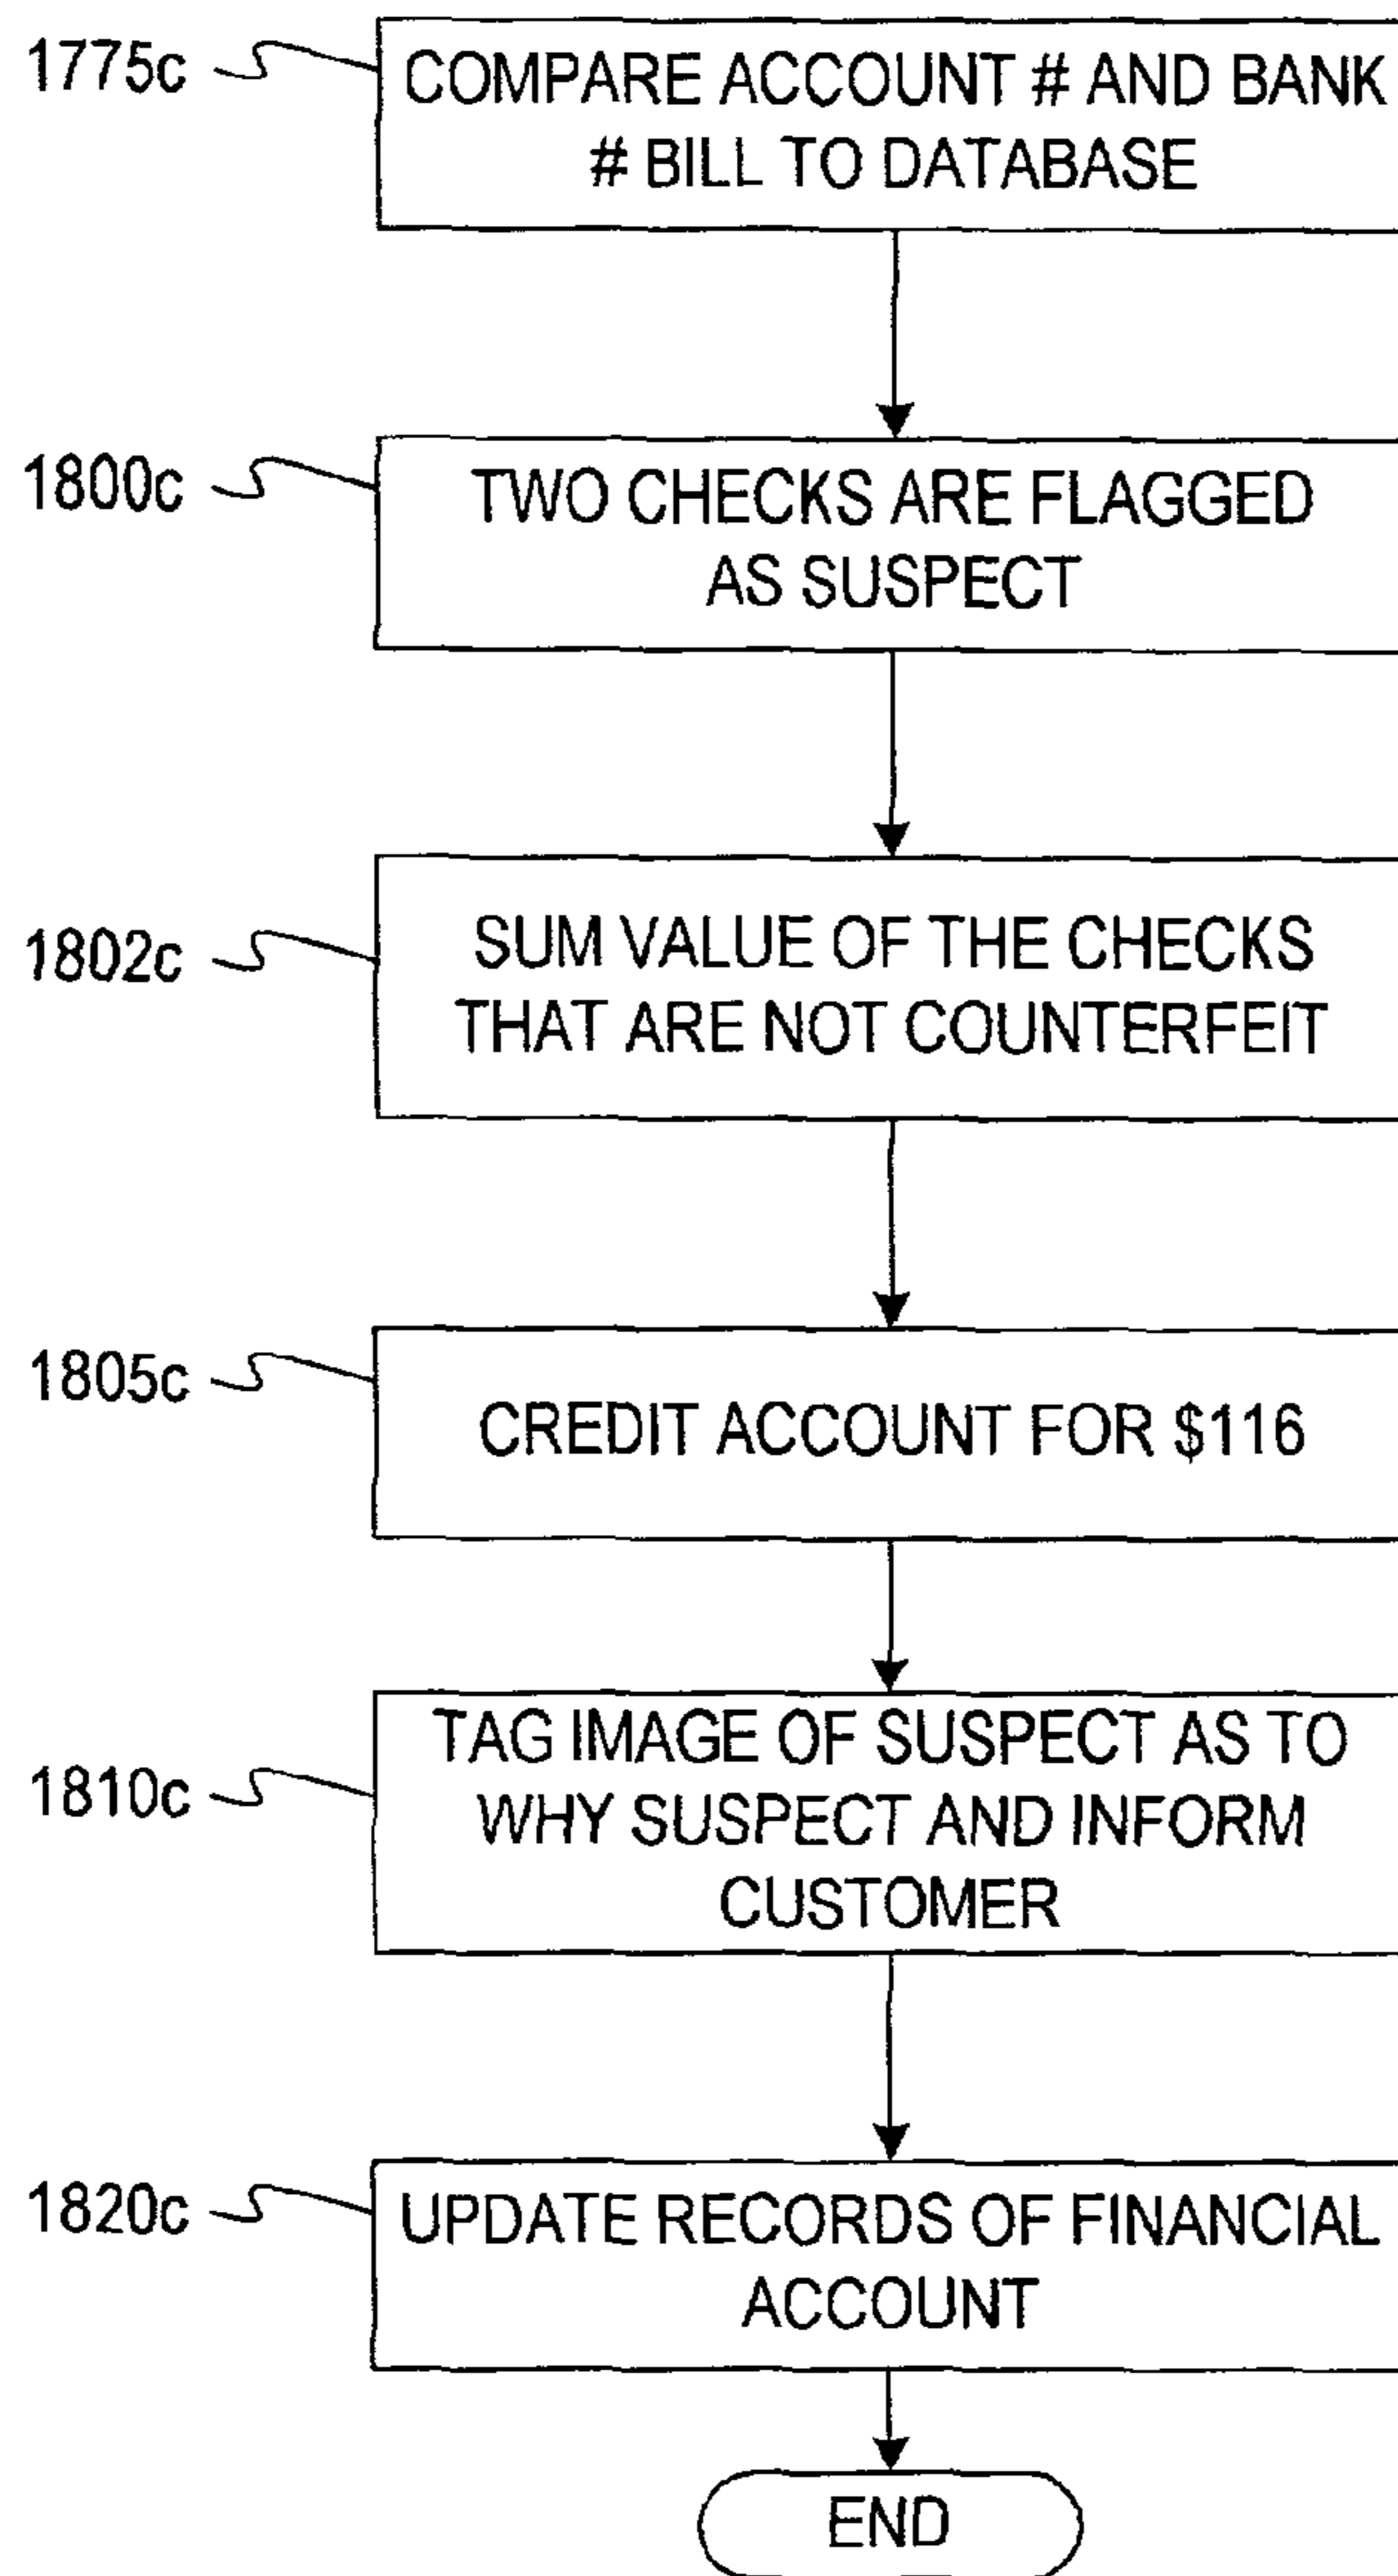 1775c
COMPARE ACCOUNT # AND BANK
# BILL TO DATABASE
1800c
TWO CHECKS ARE FLAGGED
AS SUSPECT
1802c
SUM VALUE OF THE CHECKS
THAT ARE NOT COUNTERFEIT
1805c
CREDIT ACCOUNT FOR $116
1810c
TAG IMAGE OF SUSPECT AS TO
WHY SUSPECT AND INFORM
CUSTOMER
1820c
UPDATE RECORDS OF FINANCIAL
ACCOUNT
END